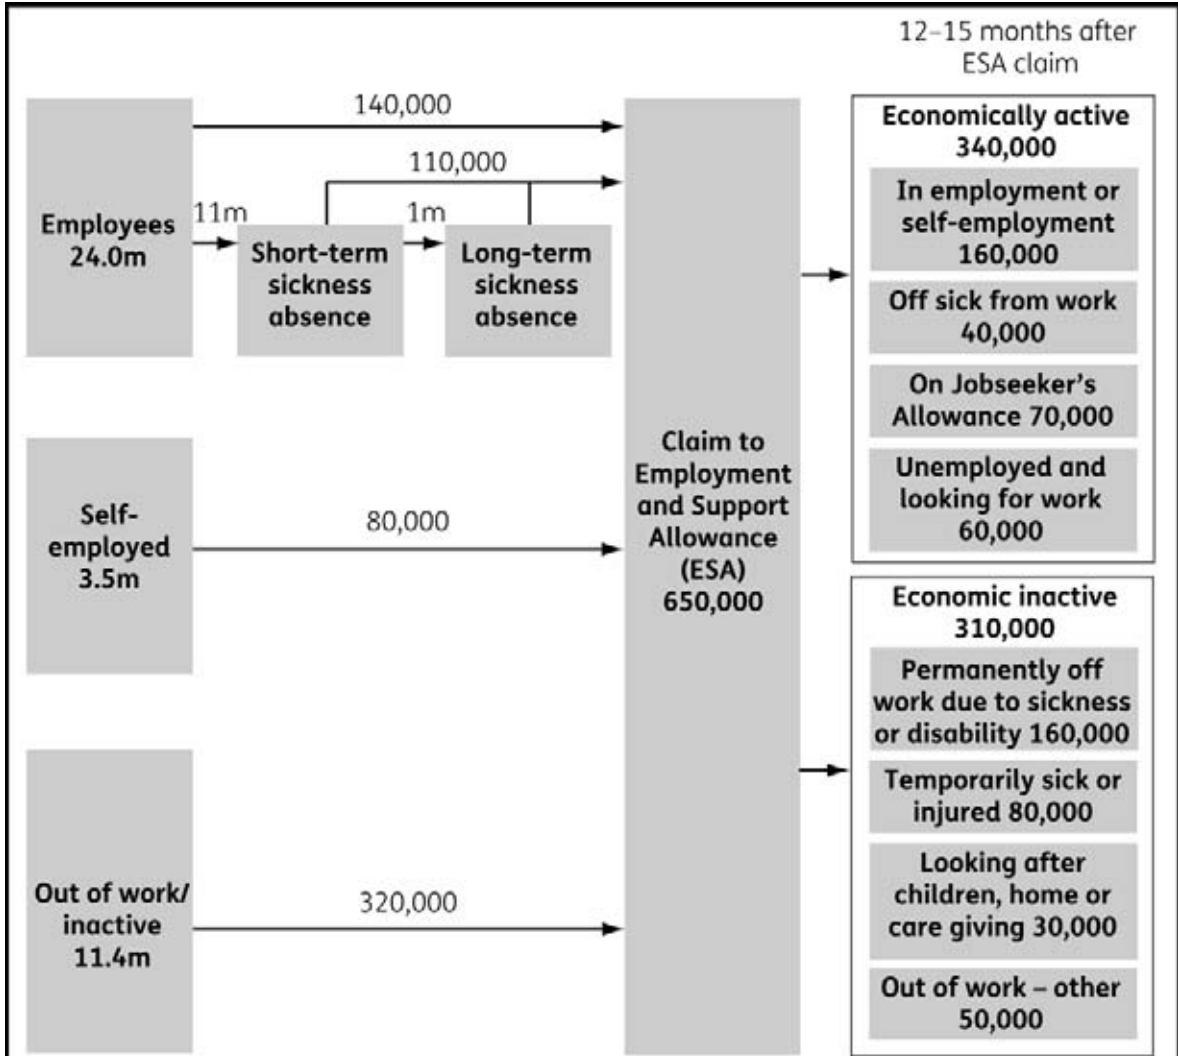 12–15 months after
ESA claim
Employees
24.0m
140,000
110,000
11m
Short-term
sickness
absence
1m
Long-term
sickness
absence
Self-
employed
3.5m
80,000
Out of work/
inactive
11.4m
320,000
Claim to
Employment
and Support
Allowance
(ESA)
650,000
Economically active
340,000
In employment or
self-employment
160,000
Off sick from work
40,000
On Jobseeker’s
Allowance 70,000
Unemployed and
looking for work
60,000
Economic inactive
310,000
Permanently off
work due to sickness
or disability 160,000
Temporarily sick or
injured 80,000
Looking after
children, home or
care giving 30,000
Out of work – other
50,000